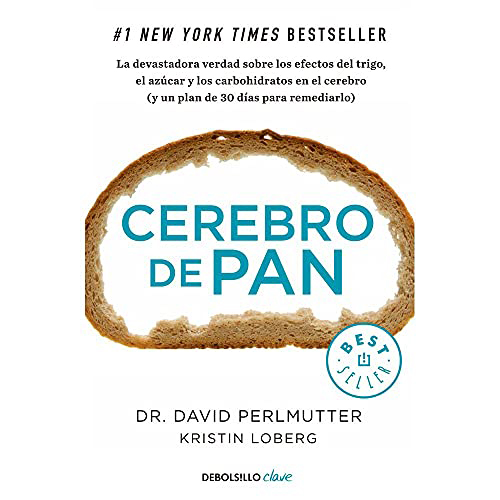 #1 NEW YORK TIMES BESTSELLER
La devastadora verdad sobre los efectos del trigo,
el azúcar y los carbohidratos en el cerebro
(y un plan de 30 días para remediarlo)
CEREBRO
DE PAN
BEST
SELLER
DR. DAVID PERLMUTTER
KRISTIN LOBERG
DEBOLS!LLO clave